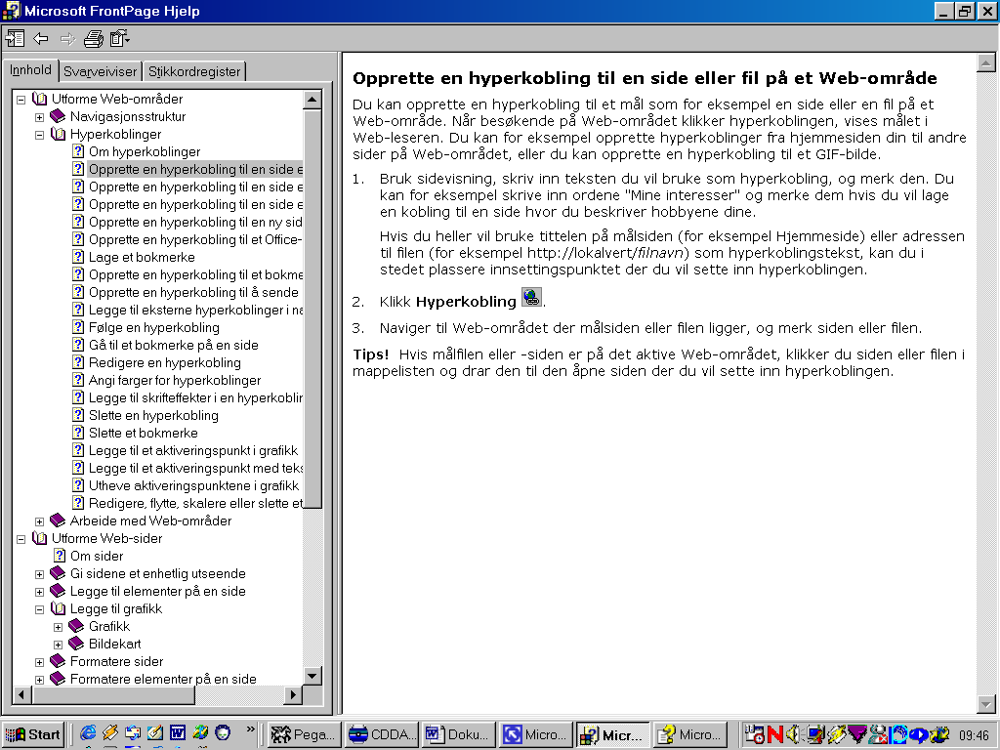 Microsoft FrontPage Hjelp
Innhold
Svarveiviser
Stikkordregister
Utforme Web-områder
Navigasjonsstruktur
Hyperkoblinger
Om hyperkoblinger
Opprette en hyperkobling til en side e
Opprette en hyperkobling til en side e
Opprette en hyperkobling til en side e
Opprette en hyperkobling til en ny sid
Opprette en hyperkobling til et Office-
Lage et bokmerke
Opprette en hyperkobling til et bokme
Opprette en hyperkobling til å sende
Legge til eksterne hyperkoblinger i na
Følge en hyperkobling
Gå til et bokmerke på en side
Redigere en hyperkobling
Angi farger for hyperkoblinger
Legge til skrifteffekter i en hyperkoblin
Slette en hyperkobling
Slette et bokmerke
Legge til et aktiveringspunkt i grafikk
Legge til et aktiveringspunkt med teks
Utheve aktiveringspunktene i grafikk
Redigere, flytte, skalere eller slette et
Arbeide med Web-områder
Utforme Web-sider
Om sider
Gi sidene et enhetlig utseende
Legge til elementer på en side
Legge til grafikk
Grafikk
Bildekart
Formatere sider
Formatere elementer på en side
Opprette en hyperkobling til en side eller fil på et Web-område
Du kan opprette en hyperkobling til et mål som for eksempel en side eller en fil på et
Web-område. Når besøkende på Web-området klikker hyperkoblingen, vises målet i
Web-leseren. Du kan for eksempel opprette hyperkoblinger fra hjemmesiden din til andre
sider på Web-området, eller du kan opprette en hyperkobling til et GIF-bilde.
1. Bruk sidevisning, skriv inn teksten du vil bruke som hyperkobling, og merk den. Du
kan for eksempel skrive inn ordene "Mine interesser" og merke dem hvis du vil lage
en kobling til en side hvor du beskriver hobbyene dine.
Hvis du heller vil bruke tittelen på målsiden (for eksempel Hjemmeside) eller adressen
til filen (for eksempel http://lokalvert/filnavn) som hyperkoblingstekst, kan du i
stedet plassere innsettingspunktet der du vil sette inn hyperkoblingen.
2. Klikk Hyperkobling .
3. Naviger til Web-området der målsiden eller filen ligger, og merk siden eller filen.
Tips! Hvis målfilen eller -siden er på det aktive Web-området, klikker du siden eller filen i
mappelisten og drar den til den åpne siden der du vil sette inn hyperkoblingen.
Start
»
Pega...
CDDA...
Doku...
Micro...
Micr...
Micro...
09:46